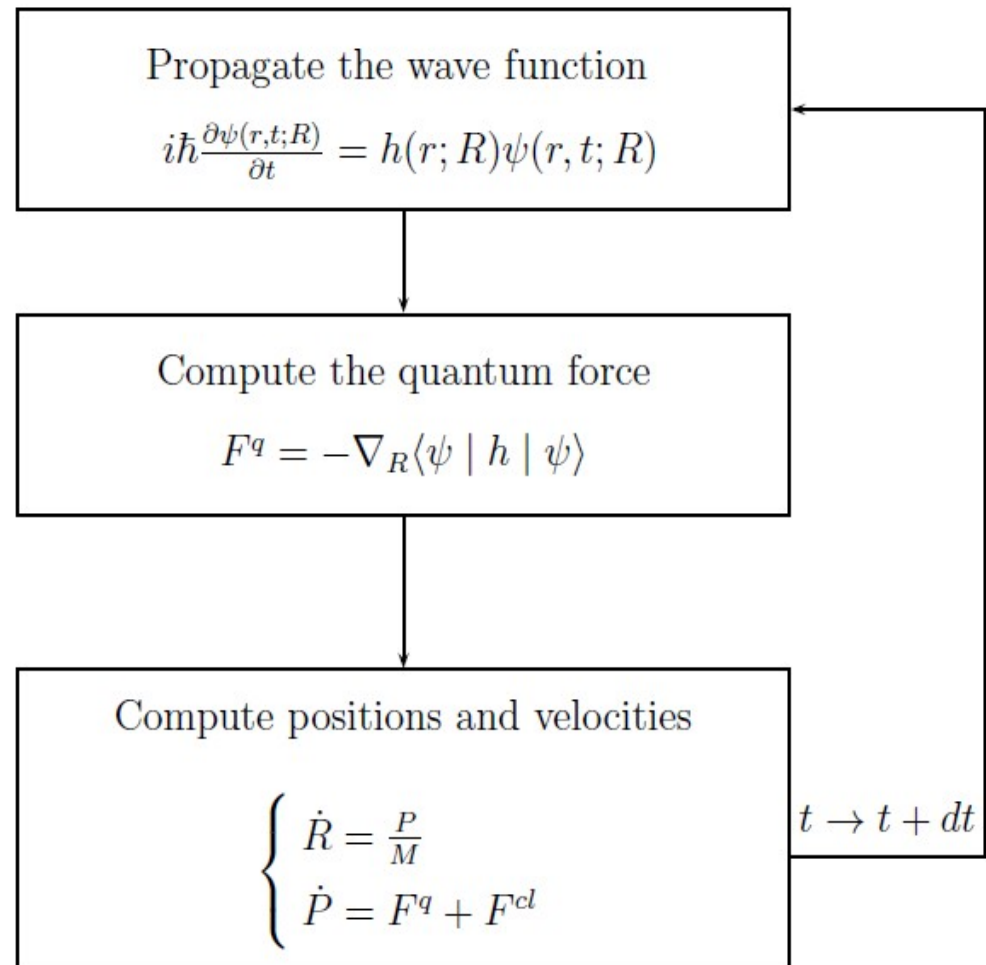 Propagate the wave function
iħ ∂ψ(r,t;R)/∂t = h(r; R)ψ(r, t; R)
Compute the quantum force
F^q = −∇_R⟨ψ | h | ψ⟩
Compute positions and velocities
Ṙ = P/M
Ṗ = F^q + F^{cl}
t → t + dt